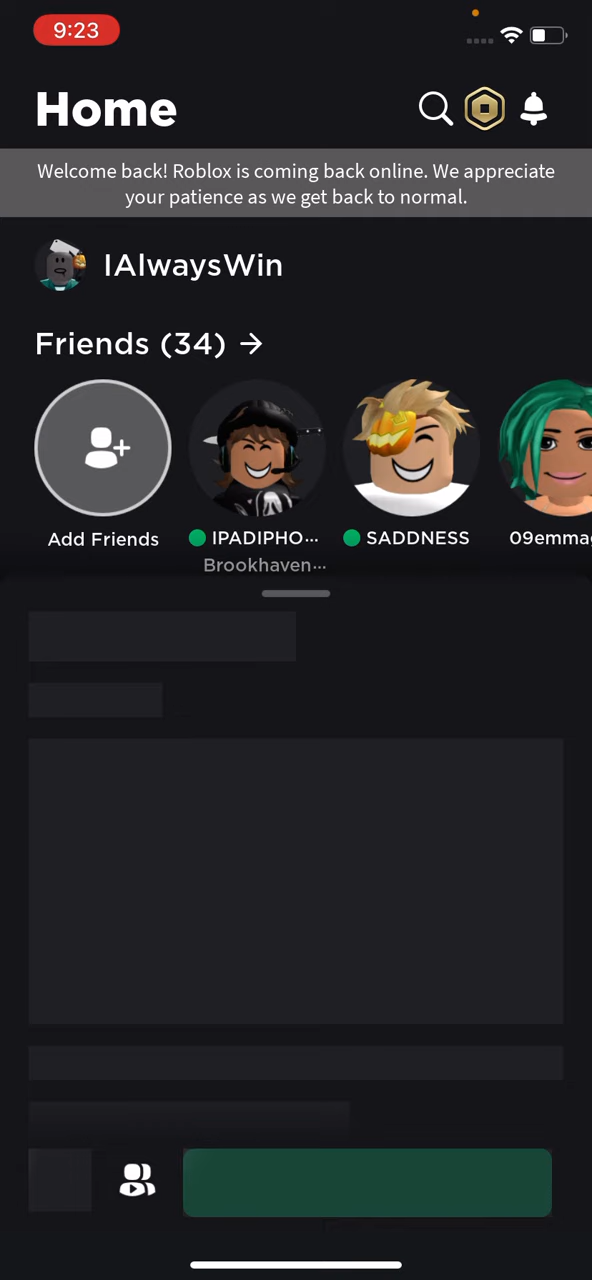 9:23
Home
Welcome back! Roblox is coming back online. We appreciate
your patience as we get back to normal.
IAlwaysWin
Friends (34) →
Add Friends
IPADIPHO...
SADDNESS
09emma
Brookhaven...